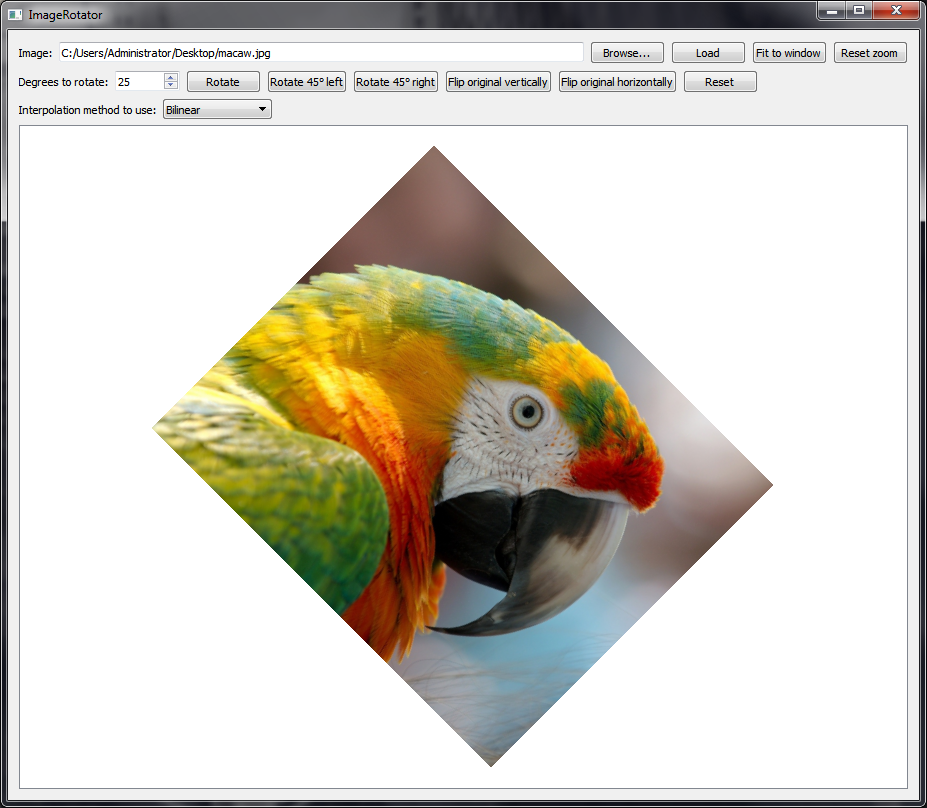 ImageRotator
Image: C:/Users/Administrator/Desktop/macaw.jpg Browse... Load Fit to window Reset zoom
Degrees to rotate: 25 Rotate Rotate 45° left Rotate 45° right Flip original vertically Flip original horizontally Reset
Interpolation method to use: Bilinear